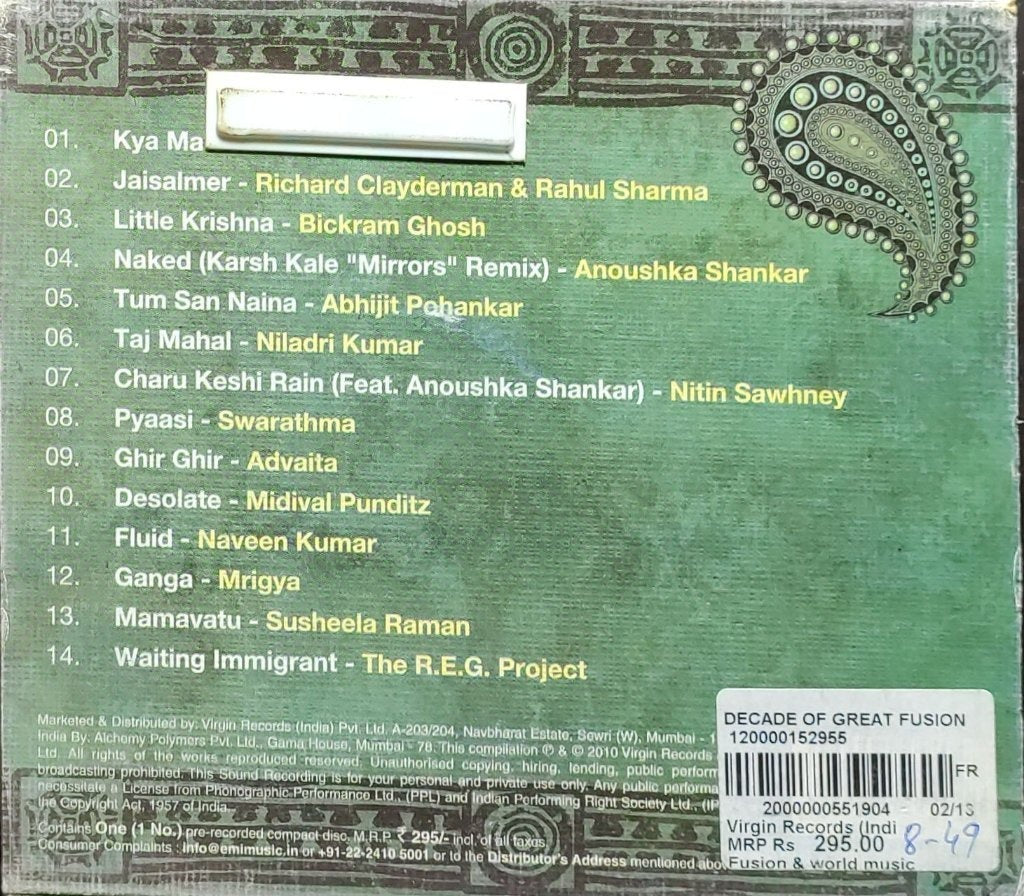 01. Kya Ma
02. Jaisalmer - Richard Clayderman & Rahul Sharma
03. Little Krishna - Bickram Ghosh
04. Naked (Karsh Kale "Mirrors" Remix) - Anoushka Shankar
05. Tum San Naina - Abhijit Pohankar
06. Taj Mahal - Niladri Kumar
07. Charu Keshi Rain (Feat. Anoushka Shankar) - Nitin Sawhney
08. Pyaasi - Swarathma
09. Ghir Ghir - Advaita
10. Desolate - Midival Punditz
11. Fluid - Naveen Kumar
12. Ganga - Mrigya
13. Mamavatu - Susheela Raman
14. Waiting Immigrant - The R.E.G. Project
Marketed & Distributed by: Virgin Records (India) Pvt. Ltd. A-203/204, Navbharat Estate, Sewri (W), Mumbai - 1
India By: Alchemy Polymers Pvt. Ltd., Gama House, Mumbai - 78. This compilation ℗ & © 2010 Virgin Records
Ltd. All rights of the works reproduced reserved. Unauthorised copying, hiring, lending, public perform
broadcasting prohibited. This Sound Recording is for your personal and private use only. Any public performa
necessitate a License from Phonographic Performance Ltd., (PPL) and Indian Performing Right Society Ltd., (IP
the Copyright Act, 1957 of India.
Contains One (1 No.) pre-recorded compact disc. M.R.P. ₹ 295/- incl. of all taxes.
Consumer Complaints : info@emimusic.in or +91-22-2410 5001 or to the Distributor's Address mentioned abo
DECADE OF GREAT FUSION
120000152955
FR
2000000551904 02/13
Virgin Records (Indi
MRP Rs 295.00 8-49
Fusion & world music